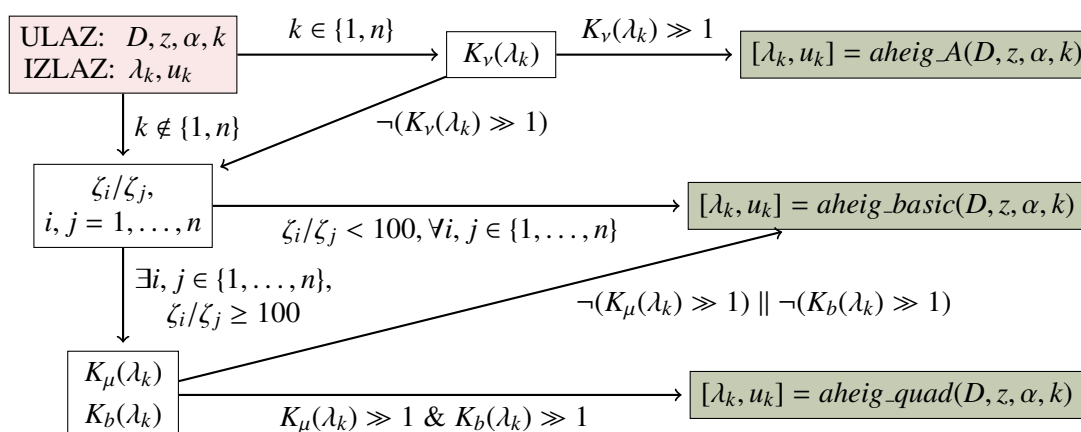 ULAZ: D, z, α, k
IZLAZ: λ_k, u_k
k ∈ {1, n}
K_ν(λ_k)
K_ν(λ_k) ≫ 1
[λ_k, u_k] = aheig_A(D, z, α, k)
k ∉ {1, n}
¬(K_ν(λ_k) ≫ 1)
ζ_i/ζ_j,
i, j = 1, . . . , n
ζ_i/ζ_j < 100, ∀i, j ∈ {1, . . . , n}
[λ_k, u_k] = aheig_basic(D, z, α, k)
∃i, j ∈ {1, . . . , n},
ζ_i/ζ_j ≥ 100
¬(K_μ(λ_k) ≫ 1) || ¬(K_b(λ_k) ≫ 1)
K_μ(λ_k)
K_b(λ_k)
K_μ(λ_k) ≫ 1 & K_b(λ_k) ≫ 1
[λ_k, u_k] = aheig_quad(D, z, α, k)